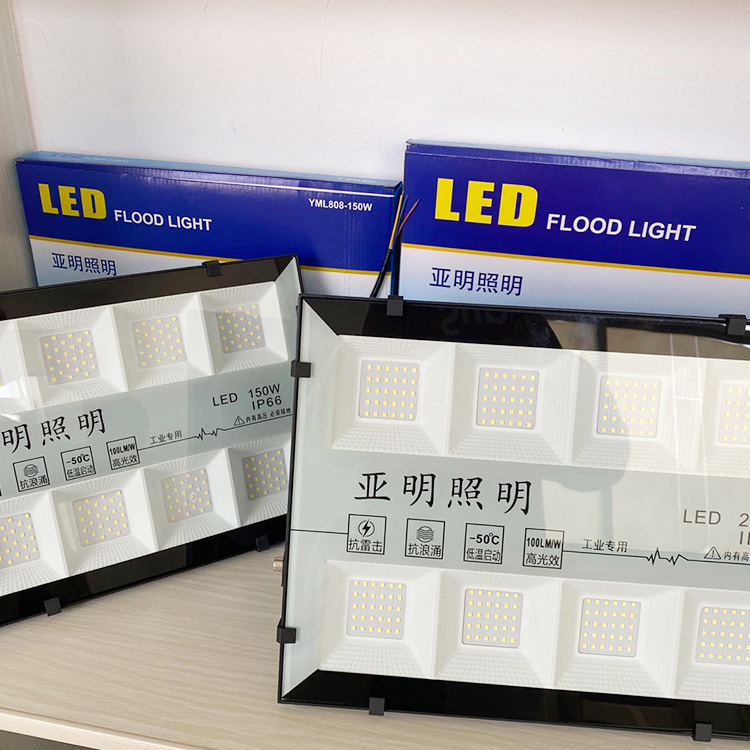 LED FLOOD LIGHT
YML808-150W
亚明照明
LED FLOOD LIGHT
亚明照明
LED 150W
IP66
内有高压 必须接地
明照明
抗浪涌
-50℃
低温启动
100LM/W
高光效
工业专用
亚明照明
抗雷击
抗浪涌
-50℃
低温启动
100LM/W
高光效
工业专用
LED 2
IP
内有高